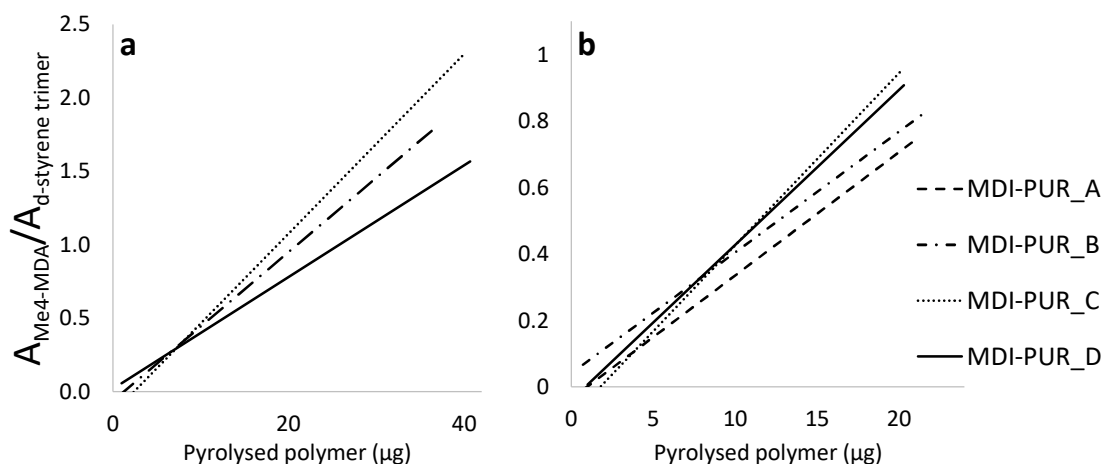 a
2.5
2.0
1.5
1.0
0.5
0.0
0
20
40
Pyrolysed polymer (µg)
A_Me4-MDA/A_d-styrene trimer
b
1
0.8
0.6
0.4
0.2
0
0
5
10
15
20
Pyrolysed polymer (µg)
MDI-PUR_A
MDI-PUR_B
MDI-PUR_C
MDI-PUR_D